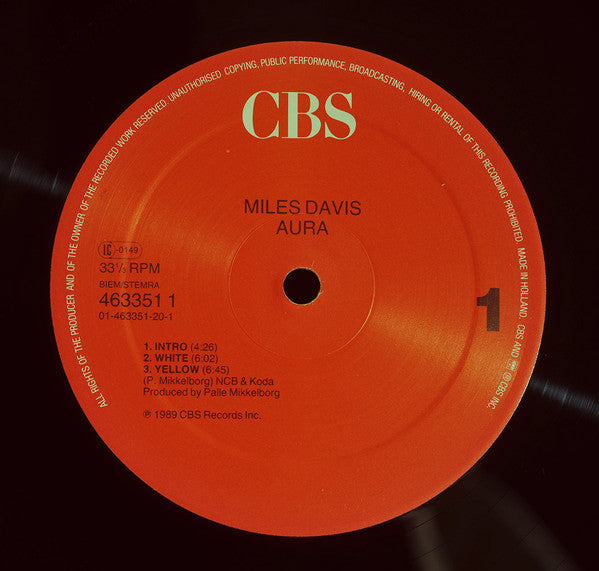 ALL RIGHTS OF THE PRODUCER AND OF THE OWNER OF THE RECORDED WORK RESERVED. UNAUTHORISED COPYING, PUBLIC PERFORMANCE, BROADCASTING, HIRING OR RENTAL OF THIS RECORDING PROHIBITED. MADE IN HOLLAND. CBS AND ℗ CBS INC.
CBS
MILES DAVIS
AURA
LC -0149
33⅓ RPM
BIEM/STEMRA
463351 1
01-463351-20-1
1
1. INTRO (4:26)
2. WHITE (6:02)
3. YELLOW (6:45)
(P. Mikkelborg) NCB & Koda
Produced by Palle Mikkelborg
℗ 1989 CBS Records Inc.